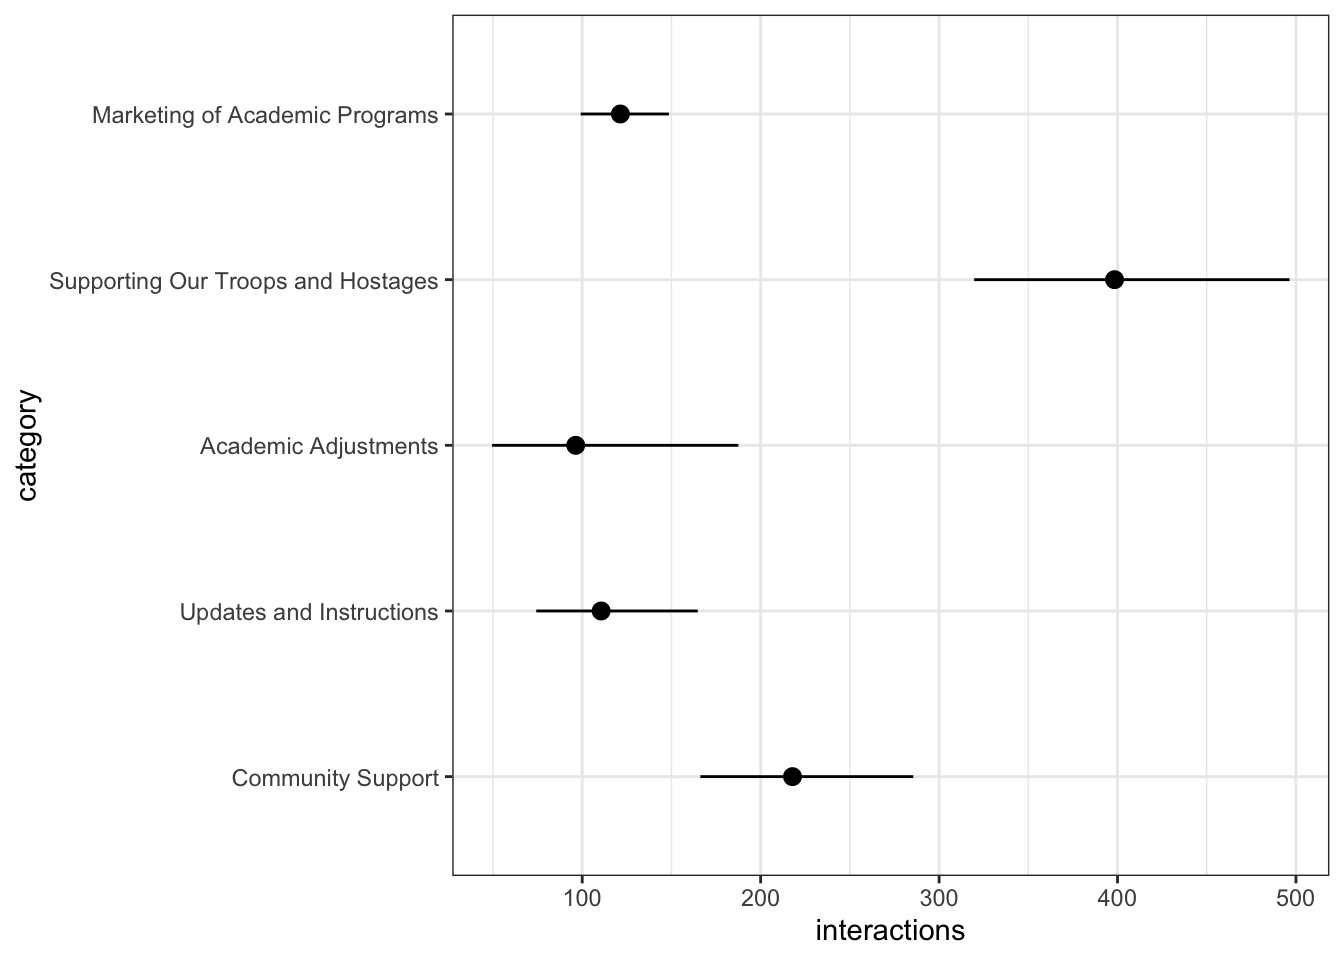 Marketing of Academic Programs
Supporting Our Troops and Hostages
Academic Adjustments
Updates and Instructions
Community Support
category
100 200 300 400 500
interactions